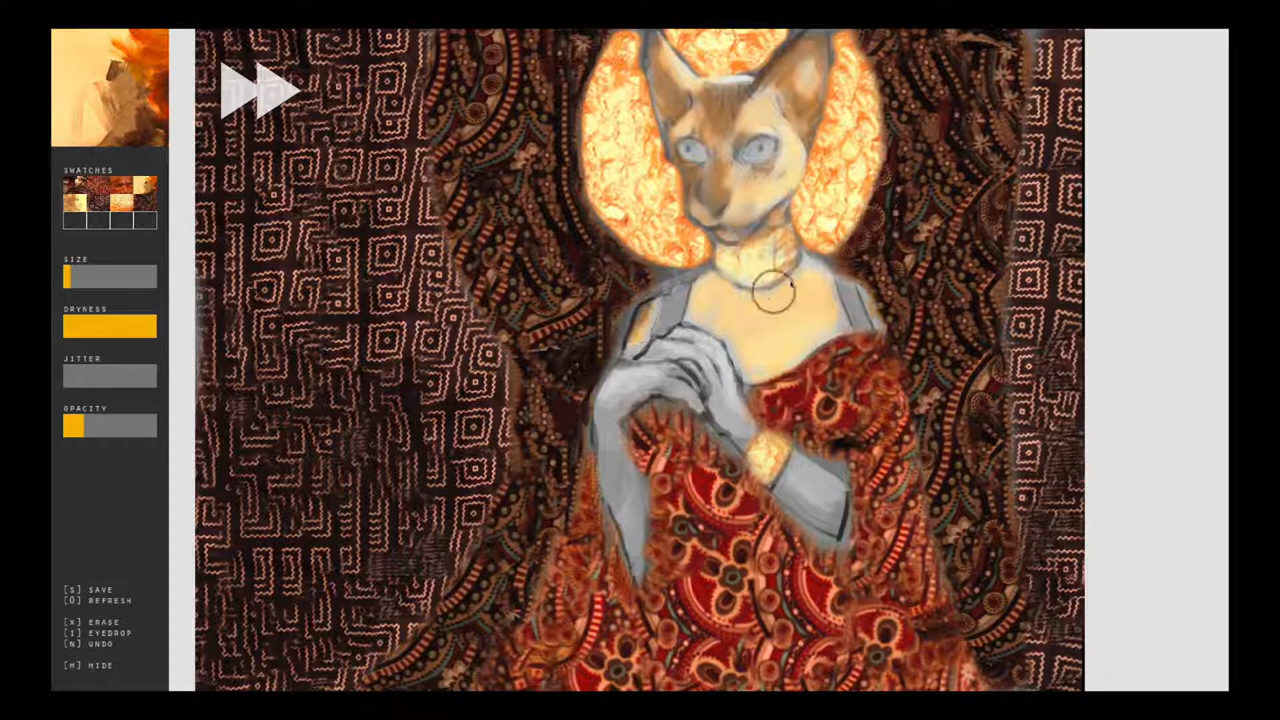 SWATCHES
SIZE
DRYNESS
JITTER
OPACITY
[S] SAVE
[O] REFRESH
[X] ERASE
[I] EYEDROP
[N] UNDO
[H] HIDE